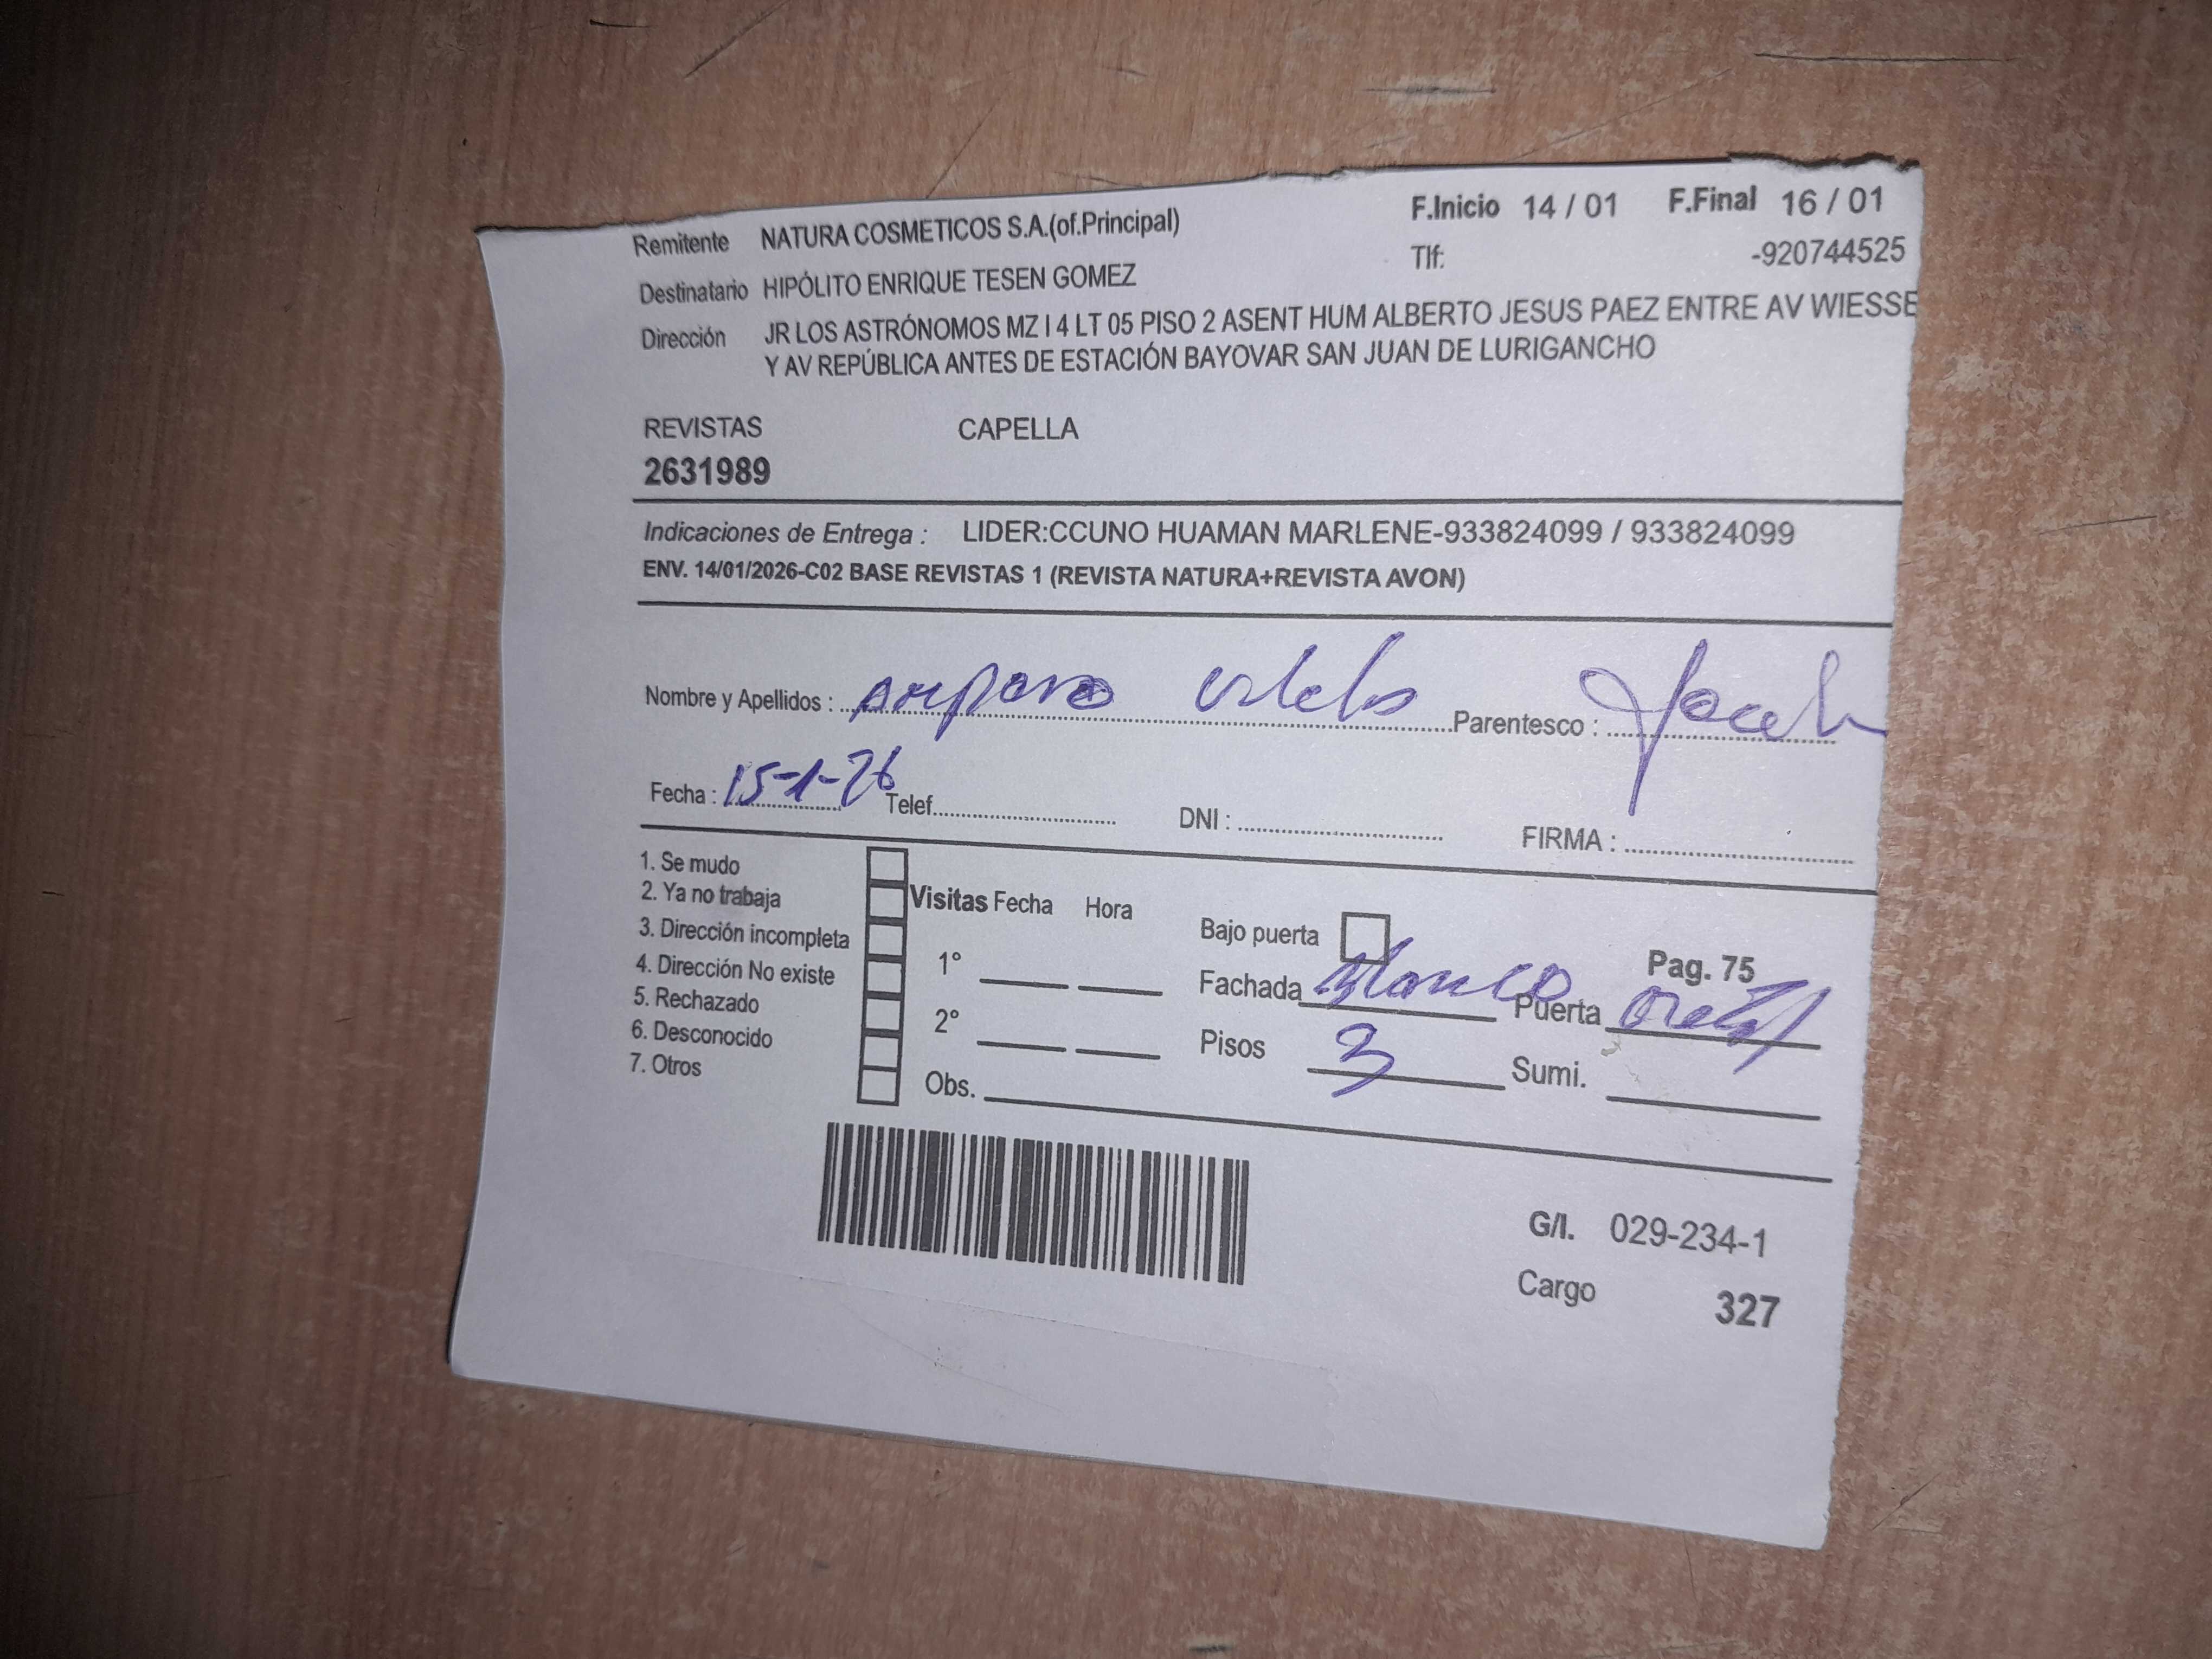 F.Inicio 14 / 01 F.Final 16 / 01
Remitente NATURA COSMETICOS S.A.(of.Principal)
Tlf: -920744525
Destinatario HIPÓLITO ENRIQUE TESEN GOMEZ
Dirección JR LOS ASTRÓNOMOS MZ I 4 LT 05 PISO 2 ASENT HUM ALBERTO JESUS PAEZ ENTRE AV WIESSE
Y AV REPÚBLICA ANTES DE ESTACIÓN BAYOVAR SAN JUAN DE LURIGANCHO
REVISTAS CAPELLA
2631989
Indicaciones de Entrega : LIDER:CCUNO HUAMAN MARLENE-933824099 / 933824099
ENV. 14/01/2026-C02 BASE REVISTAS 1 (REVISTA NATURA+REVISTA AVON)
Nombre y Apellidos : Amparo Parentesco :
Fecha : 15-1-26 Telef. DNI : FIRMA :
1. Se mudo
2. Ya no trabaja
3. Dirección incompleta
4. Dirección No existe
5. Rechazado
6. Desconocido
7. Otros
Visitas Fecha Hora
1°
2°
Obs.
Bajo puerta
Pag. 75
Fachada Blanco Puerta
Pisos 3 Sumi.
G/I. 029-234-1
Cargo 327